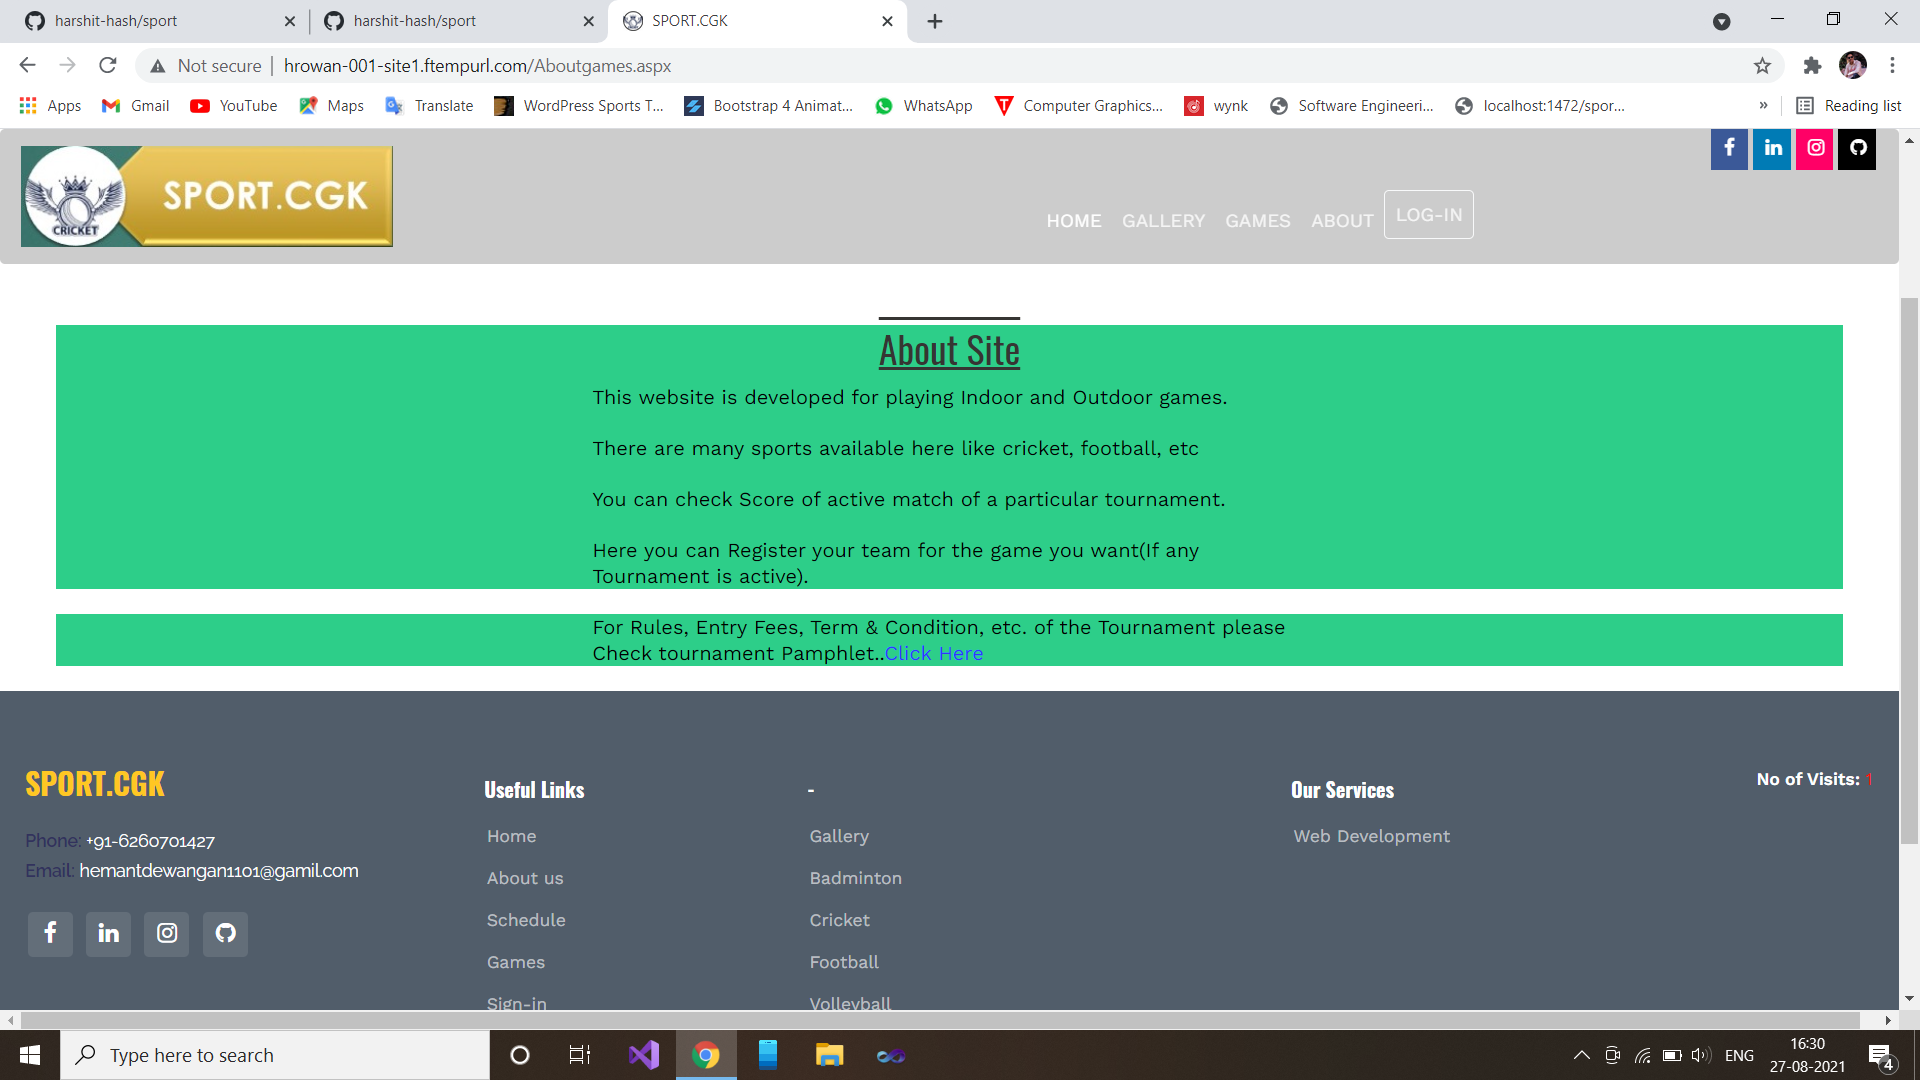 harshit-hash/sport
harshit-hash/sport
SPORT.CGK
Not secure
hrowan-001-site1.ftempurl.com/Aboutgames.aspx
Apps
Gmail
YouTube
Maps
Translate
WordPress Sports T...
Bootstrap 4 Animat...
WhatsApp
Computer Graphics...
wynk
Software Engineeri...
localhost:1472/spor...
»
Reading list
CRICKET
SPORT.CGK
HOME
GALLERY
GAMES
ABOUT
LOG-IN
About Site
This website is developed for playing Indoor and Outdoor games.
There are many sports available here like cricket, football, etc
You can check Score of active match of a particular tournament.
Here you can Register your team for the game you want(If any
Tournament is active).
For Rules, Entry Fees, Term & Condition, etc. of the Tournament please
Check tournament Pamphlet..Click Here
SPORT.CGK
Phone: +91-6260701427
Email: hemantdewangan1101@gamil.com
Useful Links
Home
About us
Schedule
Games
Sign-in
-
Gallery
Badminton
Cricket
Football
Volleyball
Our Services
Web Development
No of Visits: 1
Type here to search
ENG
16:30
27-08-2021
4